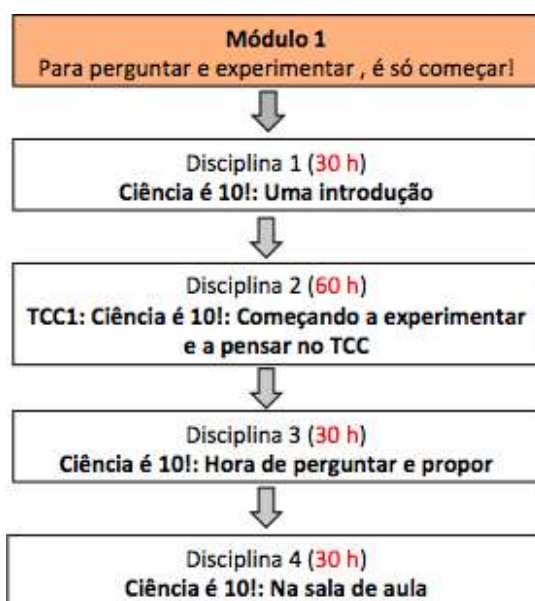 Módulo 1
Para perguntar e experimentar , é só começar!
Disciplina 1 (30 h)
Ciência é 10!: Uma introdução
Disciplina 2 (60 h)
TCC1: Ciência é 10!: Começando a experimentar
e a pensar no TCC
Disciplina 3 (30 h)
Ciência é 10!: Hora de perguntar e propor
Disciplina 4 (30 h)
Ciência é 10!: Na sala de aula